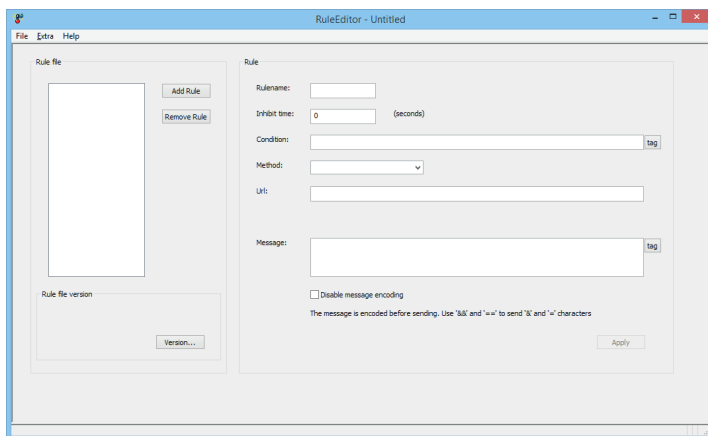 RuleEditor - Untitled
File Extra Help
Rule file
Add Rule
Remove Rule
Rule file version
Version...
Rule
Rulename:
Inhibit time: 0 (seconds)
Condition: tag
Method:
Url:
Message: tag
Disable message encoding
The message is encoded before sending. Use '&&' and '==' to send '&' and '=' characters
Apply